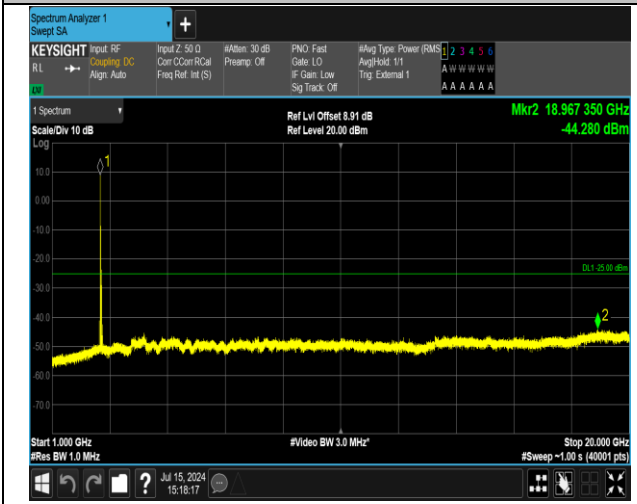 Spectrum Analyzer 1
Swept SA
+
KEYSIGHT
RL
Input: RF
Coupling: DC
Align: Auto
Input Z: 50 Ω
Corr CCorr RCal
Freq Ref: Int (S)
#Atten: 30 dB
Preamp: Off
PNO: Fast
Gate: LO
IF Gain: Low
Sig Track: Off
#Avg Type: Power (RMS
Avg|Hold: 1/1
Trig: External 1
1 2 3 4 5 6
A W W W W W
A A A A A A
1 Spectrum
Scale/Div 10 dB
Ref Lvl Offset 8.91 dB
Ref Level 20.00 dBm
Mkr2 18.967 350 GHz
-44.280 dBm
Log
1
10.0
0.00
-10.0
-20.0
DL1 -25.00 dBm
-30.0
-40.0
2
-50.0
-60.0
-70.0
Start 1.000 GHz
#Video BW 3.0 MHz*
Stop 20.000 GHz
#Res BW 1.0 MHz
#Sweep ~1.00 s (40001 pts)
?
Jul 15, 2024
15:18:17